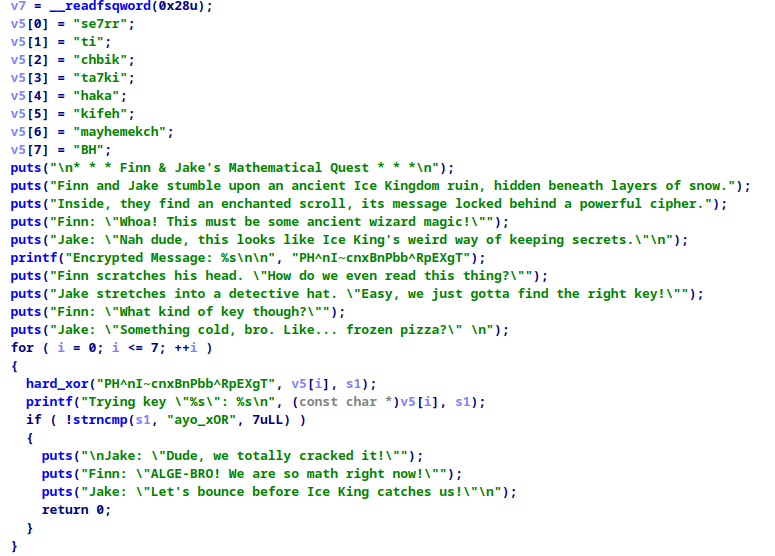 v7 = __readfsqword(0x28u);
v5[0] = "se7rr";
v5[1] = "ti";
v5[2] = "chbik";
v5[3] = "ta7ki";
v5[4] = "haka";
v5[5] = "kifeh";
v5[6] = "mayhemekch";
v5[7] = "BH";
puts("\n* * * Finn & Jake's Mathematical Quest * * *\n");
puts("Finn and Jake stumble upon an ancient Ice Kingdom ruin, hidden beneath layers of snow.");
puts("Inside, they find an enchanted scroll, its message locked behind a powerful cipher.");
puts("Finn: \"Whoa! This must be some ancient wizard magic!\"");
puts("Jake: \"Nah dude, this looks like Ice King's weird way of keeping secrets.\"\n");
printf("Encrypted Message: %s\n\n", "PH^nI~cnxBnPbb^RpEXgT");
puts("Finn scratches his head. \"How do we even read this thing?\"");
puts("Jake stretches into a detective hat. \"Easy, we just gotta find the right key!\"");
puts("Finn: \"What kind of key though?\"");
puts("Jake: \"Something cold, bro. Like... frozen pizza?\" \n");
for ( i = 0; i <= 7; ++i )
{
hard_xor("PH^nI~cnxBnPbb^RpEXgT", v5[i], s1);
printf("Trying key \"%s\": %s\n", (const char *)v5[i], s1);
if ( !strncmp(s1, "ayo_xOR", 7uLL) )
{
puts("\nJake: \"Dude, we totally cracked it!\"");
puts("Finn: \"ALGE-BRO! We are so math right now!\"");
puts("Jake: \"Let's bounce before Ice King catches us!\"\n");
return 0;
}
}